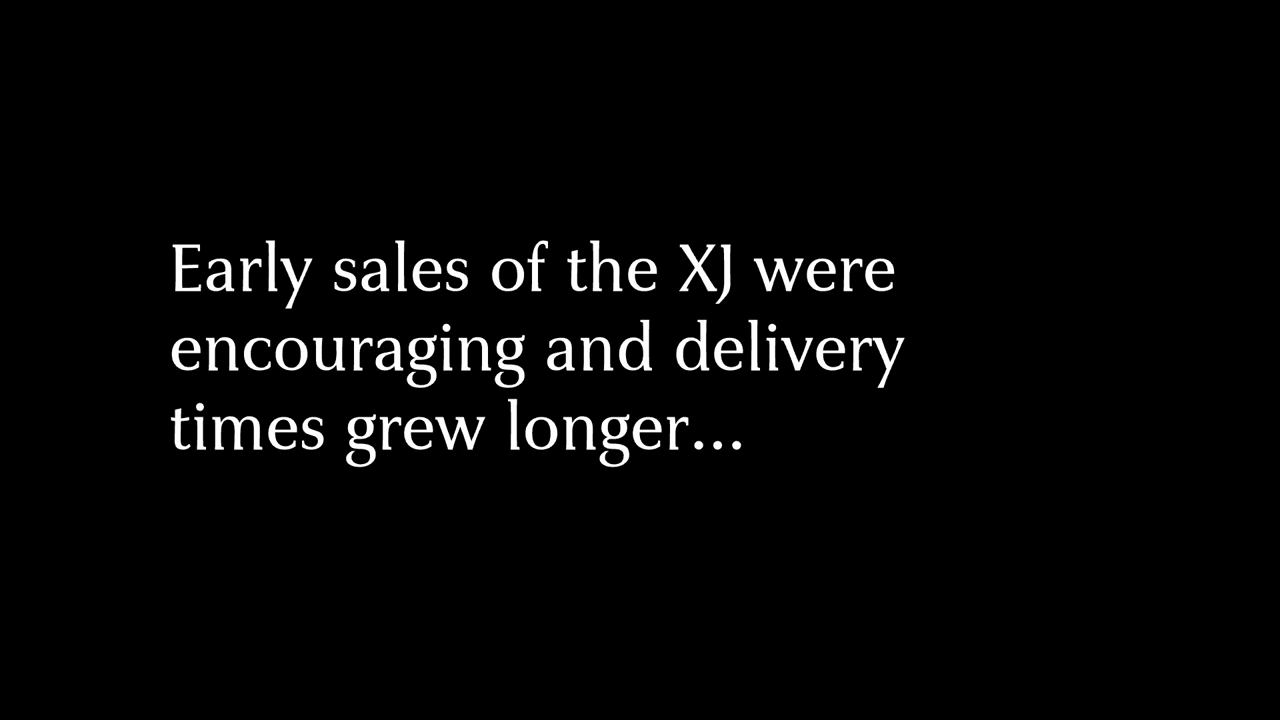 Early sales of the XJ were
encouraging and delivery
times grew longer...